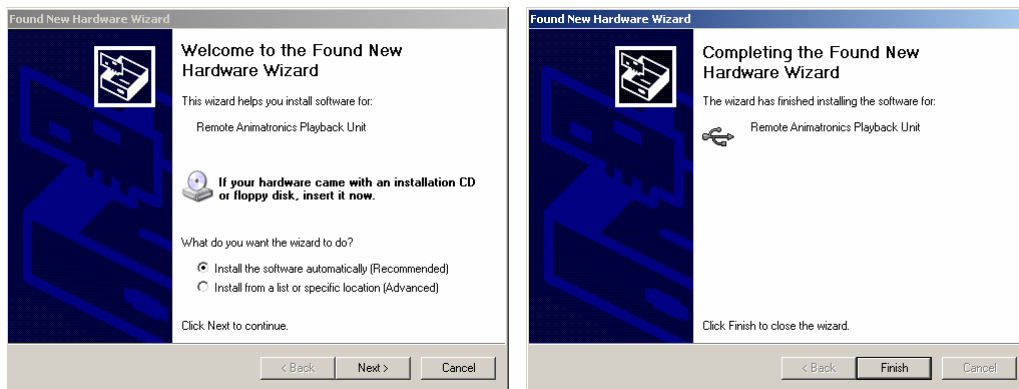 Found New Hardware Wizard
Welcome to the Found New
Hardware Wizard
This wizard helps you install software for:
Remote Animatronics Playback Unit
If your hardware came with an installation CD
or floppy disk, insert it now.
What do you want the wizard to do?
Install the software automatically (Recommended)
Install from a list or specific location (Advanced)
Click Next to continue.
< Back
Next >
Cancel
Found New Hardware Wizard
Completing the Found New
Hardware Wizard
The wizard has finished installing the software for:
Remote Animatronics Playback Unit
Click Finish to close the wizard.
< Back
Finish
Cancel